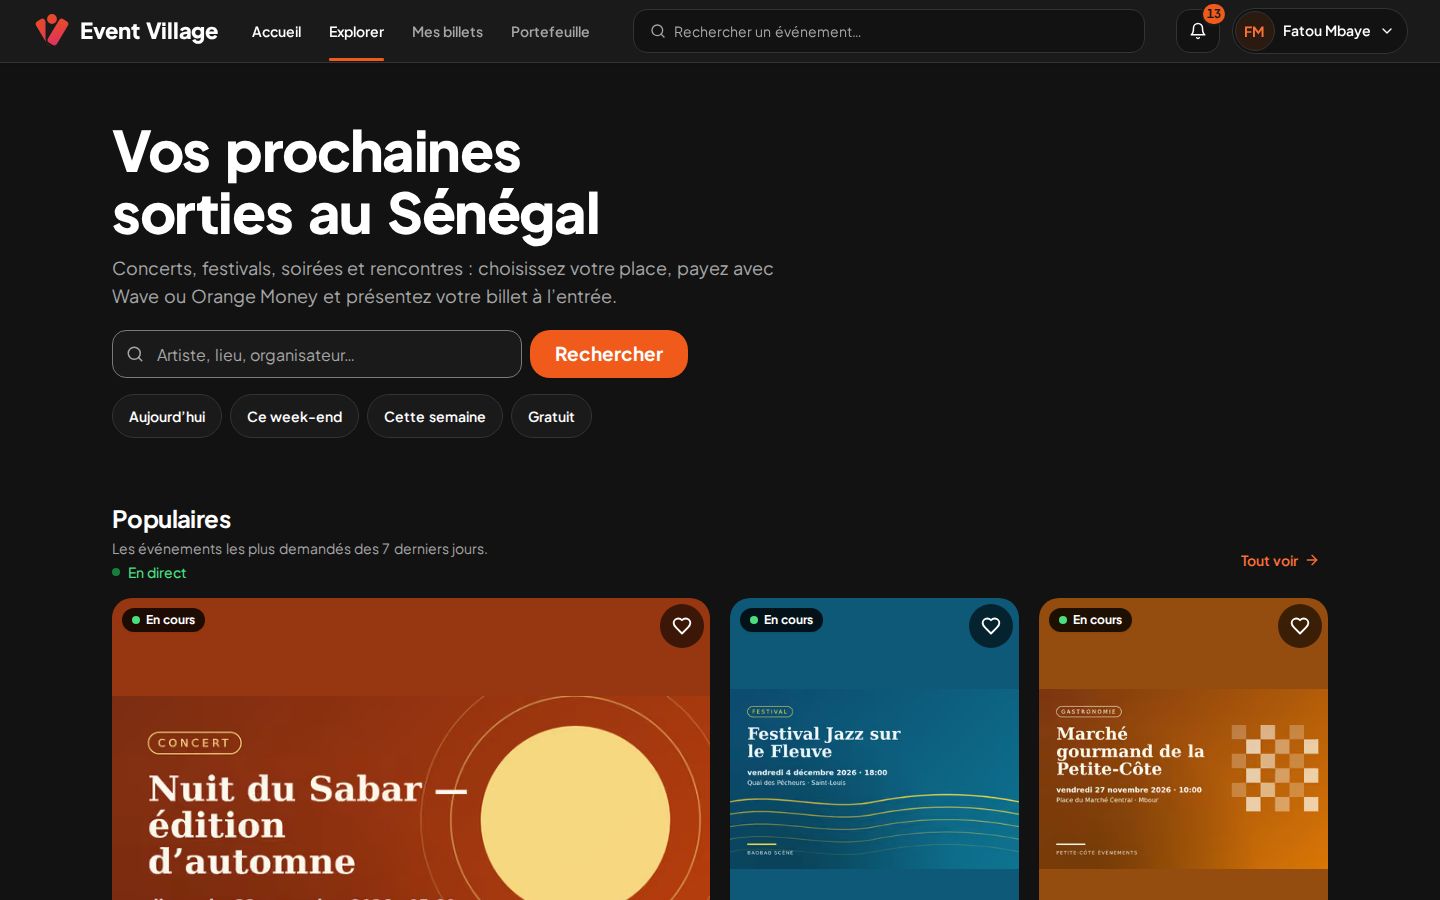 Event Village
Accueil
Explorer
Mes billets
Portefeuille
Rechercher un événement…
13
FM
Fatou Mbaye
Vos prochaines
sorties au Sénégal
Concerts, festivals, soirées et rencontres : choisissez votre place, payez avec
Wave ou Orange Money et présentez votre billet à l’entrée.
Artiste, lieu, organisateur…
Rechercher
Aujourd’hui
Ce week-end
Cette semaine
Gratuit
Populaires
Les événements les plus demandés des 7 derniers jours.
En direct
Tout voir
En cours
CONCERT
Nuit du Sabar —
édition
d’automne
En cours
FESTIVAL
Festival Jazz sur
le Fleuve
vendredi 4 décembre 2026 · 18:00
Quai des Pêcheurs · Saint-Louis
BAOBAB SCÈNE
En cours
GASTRONOMIE
Marché
gourmand de la
Petite-Côte
vendredi 27 novembre 2026 · 10:00
Place du Marché Central · Mbour
PETITE-CÔTE ÉVÉNEMENTS